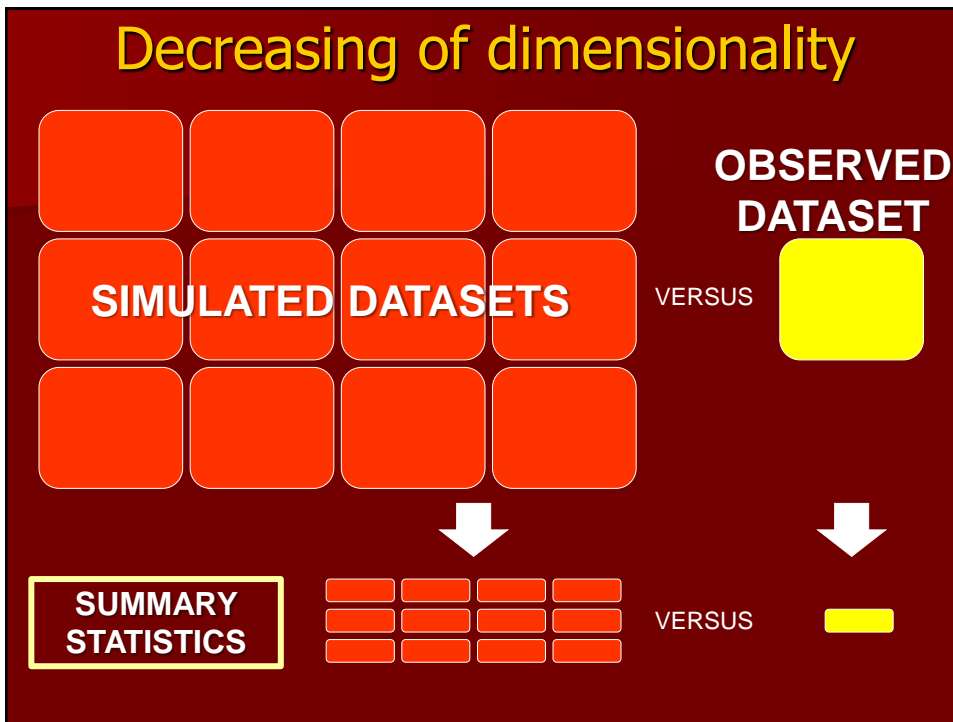 Decreasing of dimensionality
OBSERVED
DATASET
SIMULATED DATASETS
VERSUS
SUMMARY
STATISTICS
VERSUS